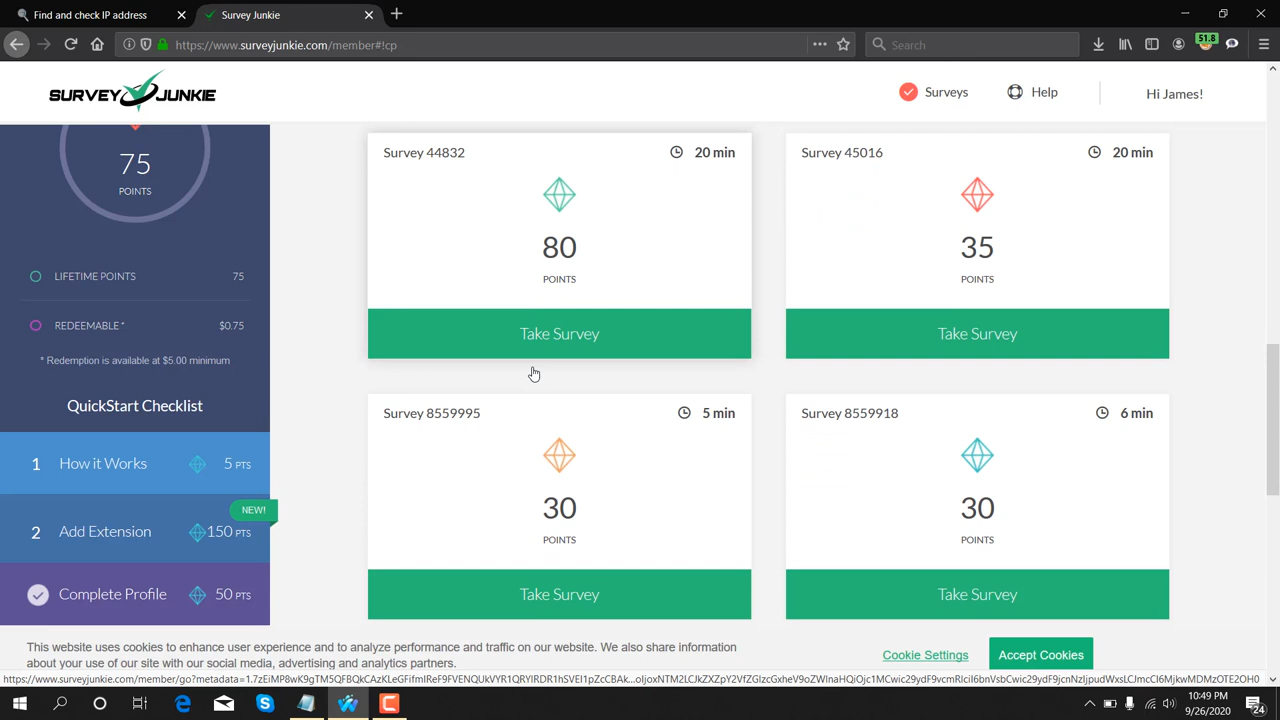 Find and check IP address
Survey Junkie
https://www.surveyjunkie.com/member#!cp
Search
51.8
SURVEY JUNKIE
Surveys
Help
Hi James!
75
POINTS
LIFETIME POINTS 75
REDEEMABLE* $0.75
* Redemption is available at $5.00 minimum
QuickStart Checklist
1 How it Works 5 PTS
NEW!
2 Add Extension 150 PTS
Complete Profile 50 PTS
Survey 44832 20 min
80
POINTS
Take Survey
Survey 45016 20 min
35
POINTS
Take Survey
Survey 8559995 5 min
30
POINTS
Take Survey
Survey 8559918 6 min
30
POINTS
Take Survey
This website uses cookies to enhance user experience and to analyze performance and traffic on our website. We also share information
about your use of our site with our social media, advertising and analytics partners.
Cookie Settings
Accept Cookies
10:49 PM
9/26/2020
24